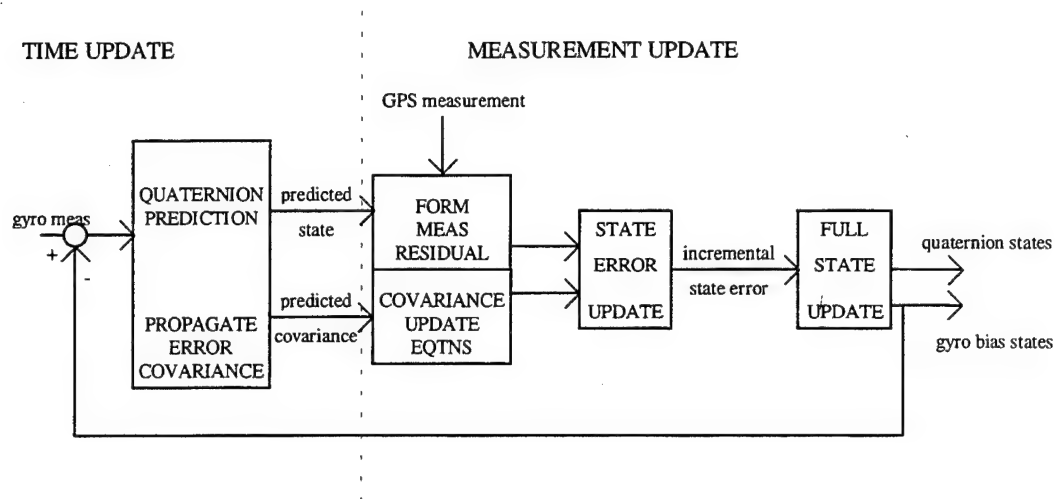 TIME UPDATE
MEASUREMENT UPDATE
GPS measurement
gyro meas
+
-
QUATERNION
PREDICTION
PROPAGATE
ERROR
COVARIANCE
predicted
state
predicted
covariance
FORM
MEAS
RESIDUAL
COVARIANCE
UPDATE
EQTNS
STATE
ERROR
UPDATE
incremental
state error
FULL
STATE
UPDATE
quaternion states
gyro bias states